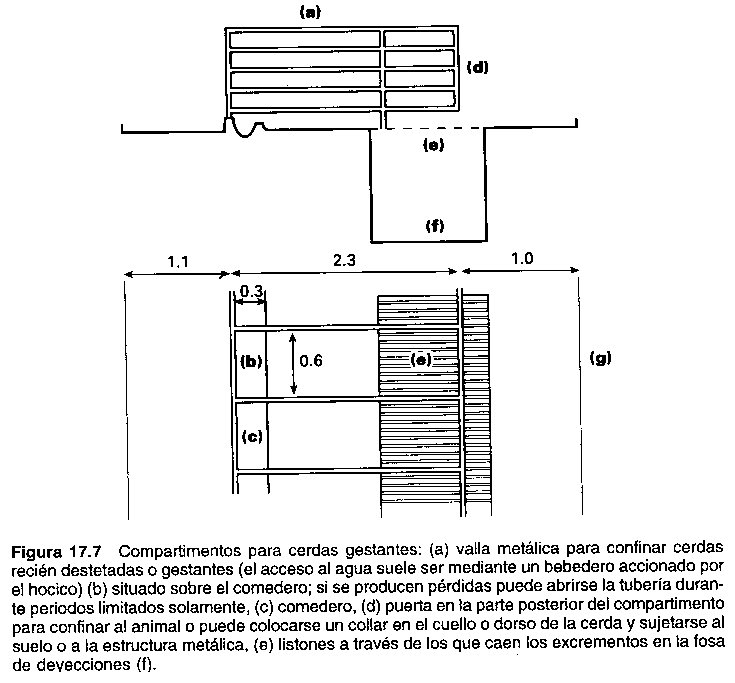 (a)
(d)
(e)
(f)
1.1 2.3 1.0
0.3
(b) 0.6 (e) (g)
(c)
Figura 17.7 Compartimentos para cerdas gestantes: (a) valla metálica para confinar cerdas
recién destetadas o gestantes (el acceso al agua suele ser mediante un bebedero accionado por
el hocico) (b) situado sobre el comedero; si se producen pérdidas puede abrirse la tubería duran-
te periodos limitados solamente, (c) comedero, (d) puerta en la parte posterior del compartimento
para confinar al animal o puede colocarse un collar en el cuello o dorso de la cerda y sujetarse al
suelo o a la estructura metálica, (e) listones a través de los que caen los excrementos en la fosa
de deyecciones (f).